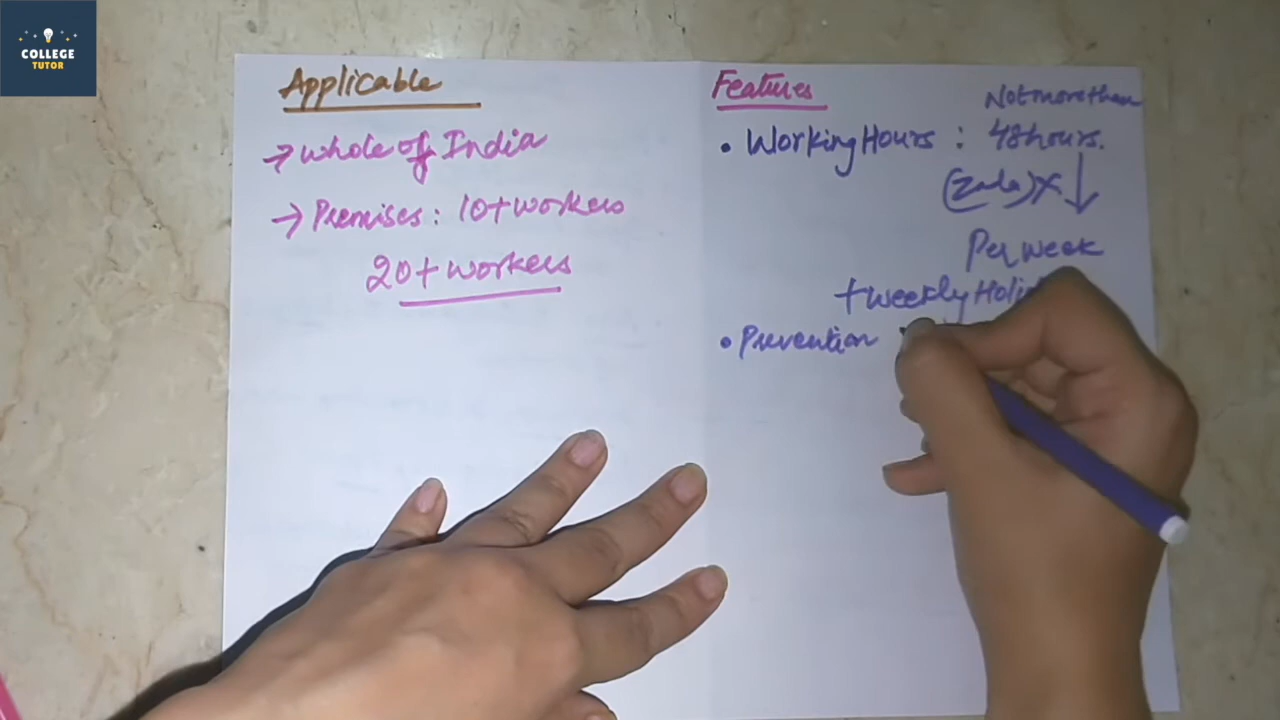 COLLEGE
TUTOR
Applicable
→ Whole of India
→ Premises: 10+ workers
20+ workers
Features
Not more than
• Working Hours : 48 hours.
Per week
+ weekly
• Prevention